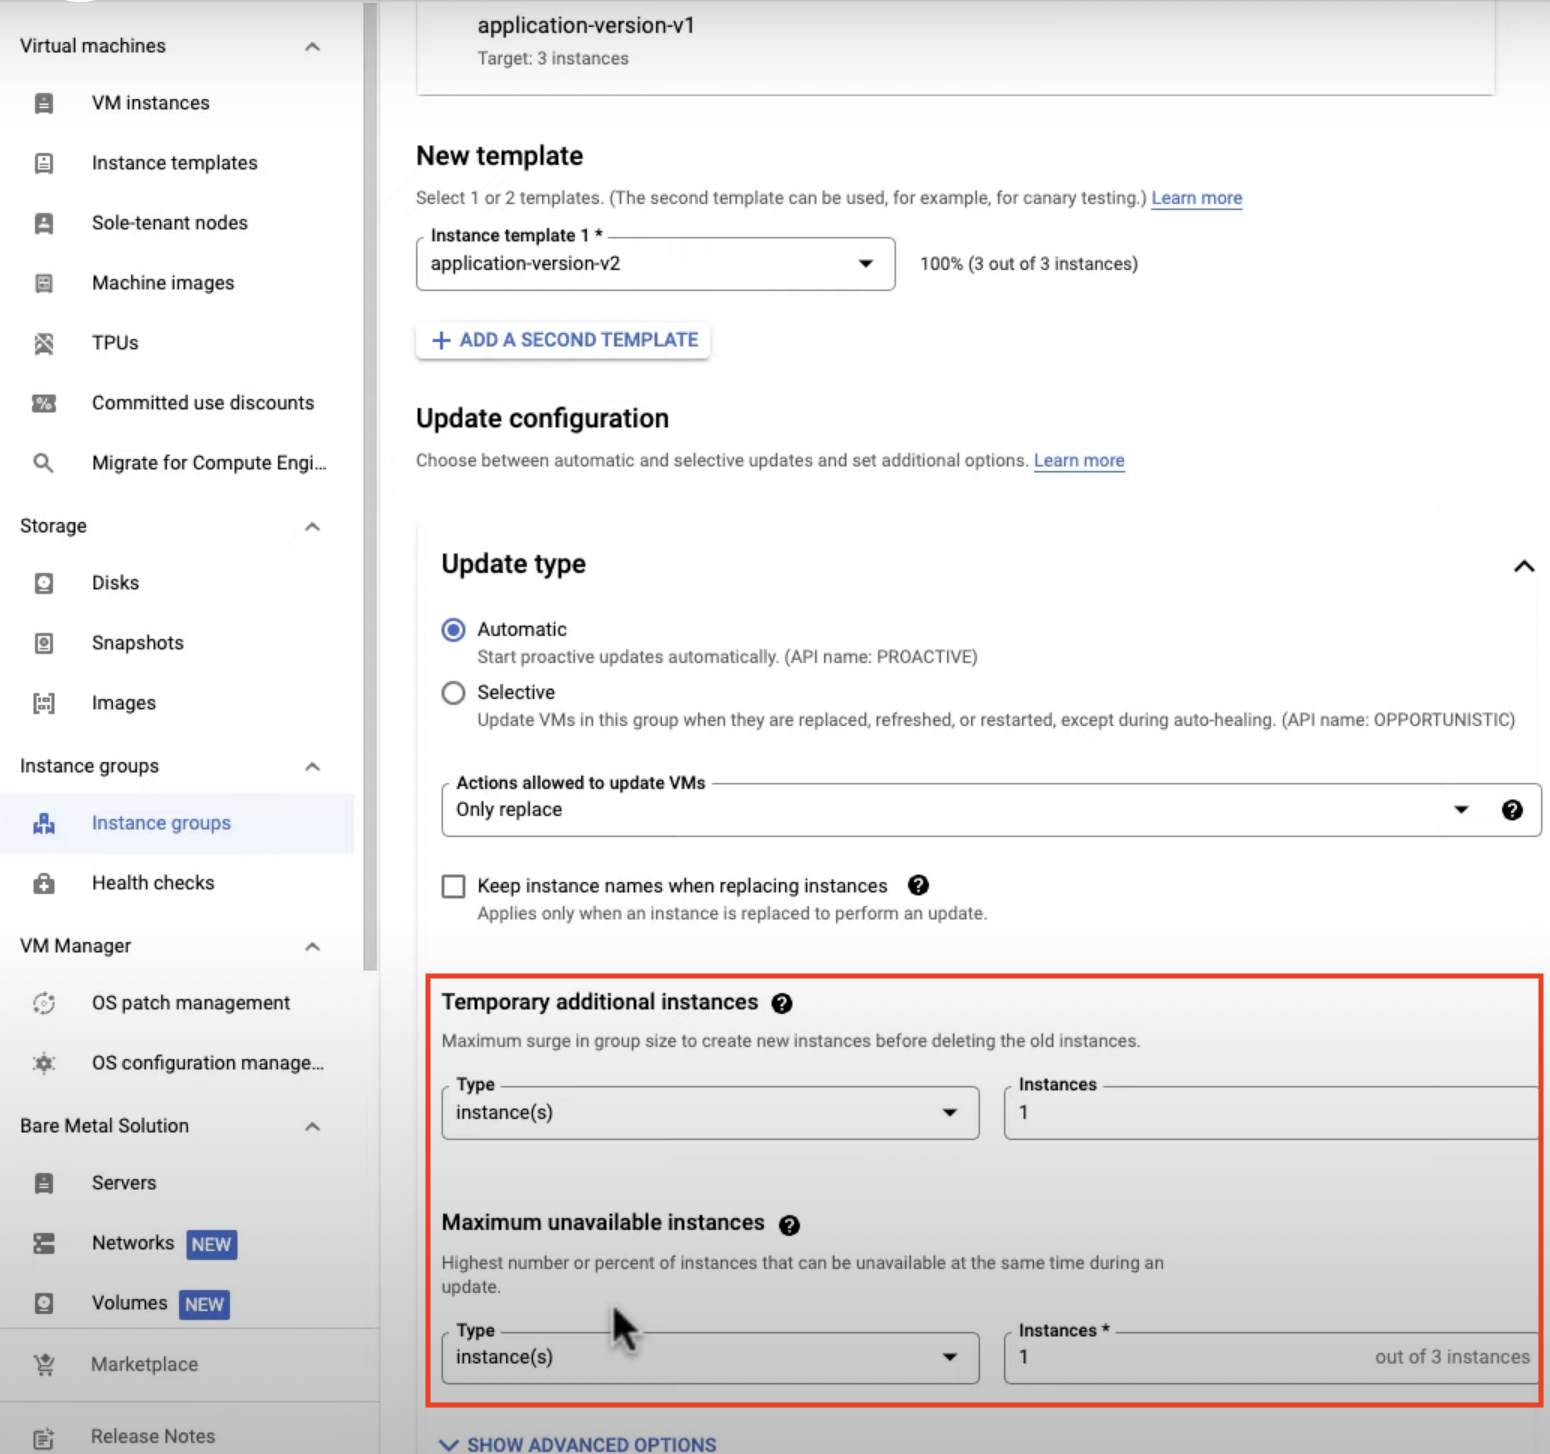 Virtual machines
VM instances
Instance templates
Sole-tenant nodes
Machine images
TPUs
Committed use discounts
Migrate for Compute Engi...
Storage
Disks
Snapshots
Images
Instance groups
Instance groups
Health checks
VM Manager
OS patch management
OS configuration manage...
Bare Metal Solution
Servers
Networks NEW
Volumes NEW
Marketplace
Release Notes
application-version-v1
Target: 3 instances
New template
Select 1 or 2 templates. (The second template can be used, for example, for canary testing.) Learn more
Instance template 1 *
application-version-v2
100% (3 out of 3 instances)
+ ADD A SECOND TEMPLATE
Update configuration
Choose between automatic and selective updates and set additional options. Learn more
Update type
Automatic
Start proactive updates automatically. (API name: PROACTIVE)
Selective
Update VMs in this group when they are replaced, refreshed, or restarted, except during auto-healing. (API name: OPPORTUNISTIC)
Actions allowed to update VMs
Only replace
Keep instance names when replacing instances
Applies only when an instance is replaced to perform an update.
Temporary additional instances
Maximum surge in group size to create new instances before deleting the old instances.
Type
instance(s)
Instances
1
Maximum unavailable instances
Highest number or percent of instances that can be unavailable at the same time during an
update.
Type
instance(s)
Instances *
1
out of 3 instances
SHOW ADVANCED OPTIONS